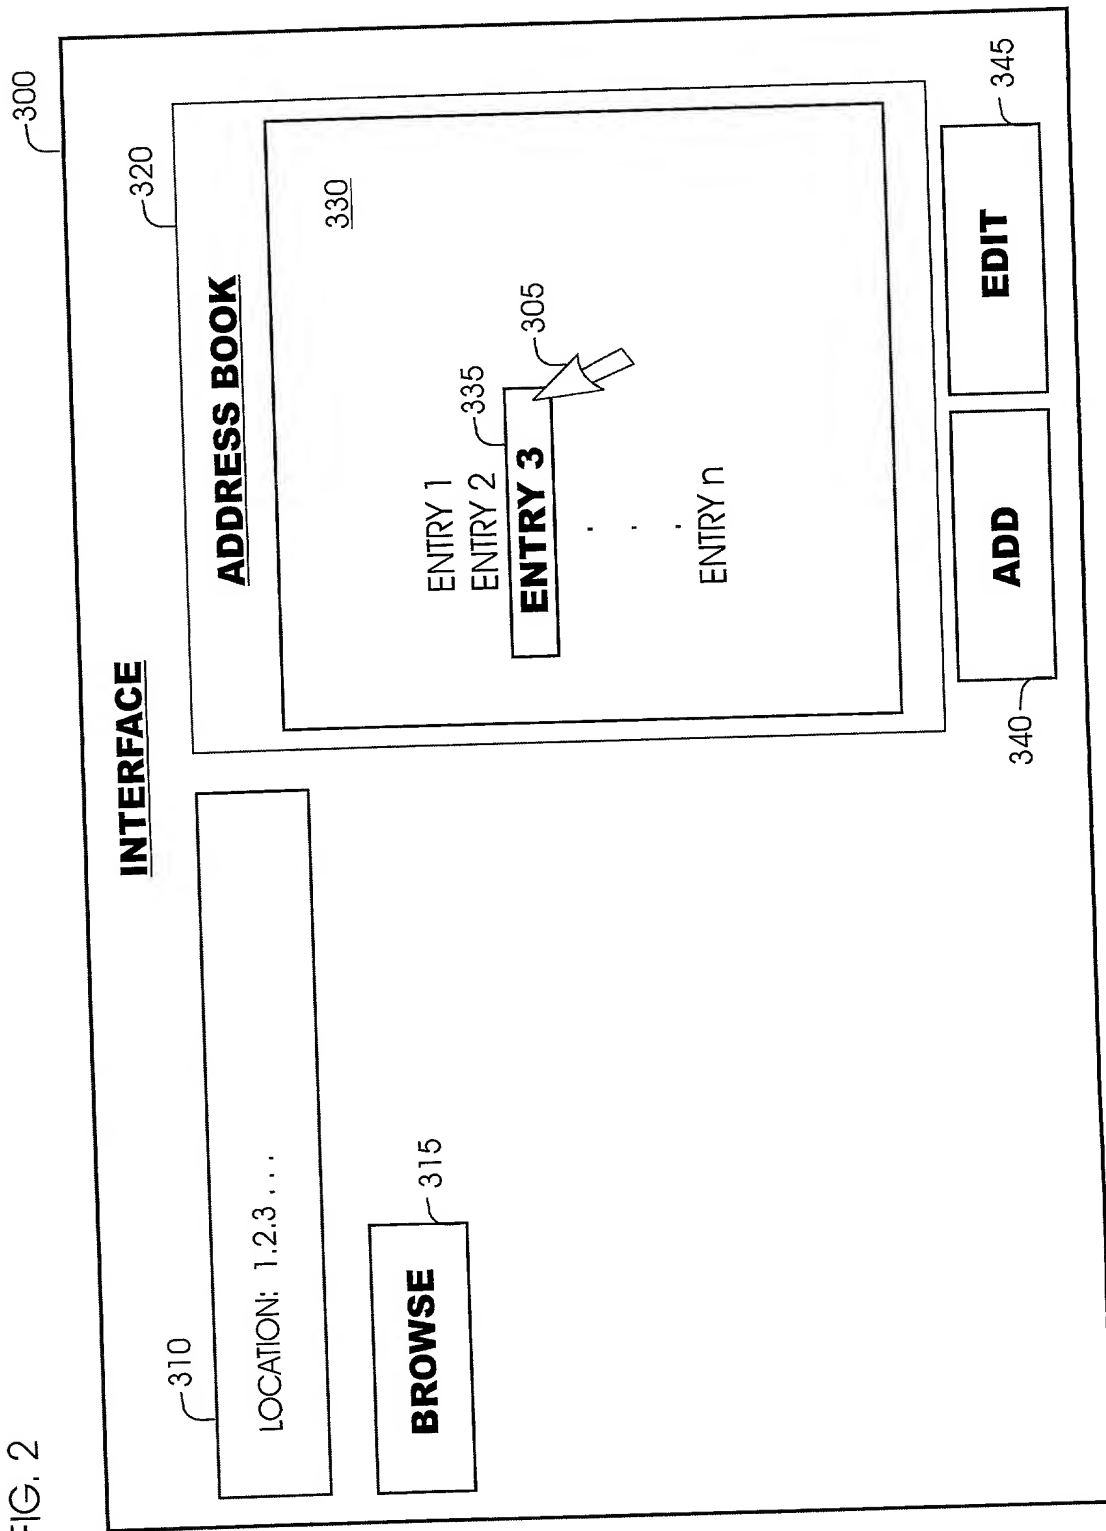 FIG. 2
300
INTERFACE
310
LOCATION: 1.2.3 . . .
BROWSE
315
320
ADDRESS BOOK
330
ENTRY 1
ENTRY 2
335
ENTRY 3
305
.
.
.
ENTRY n
340
ADD
EDIT
345